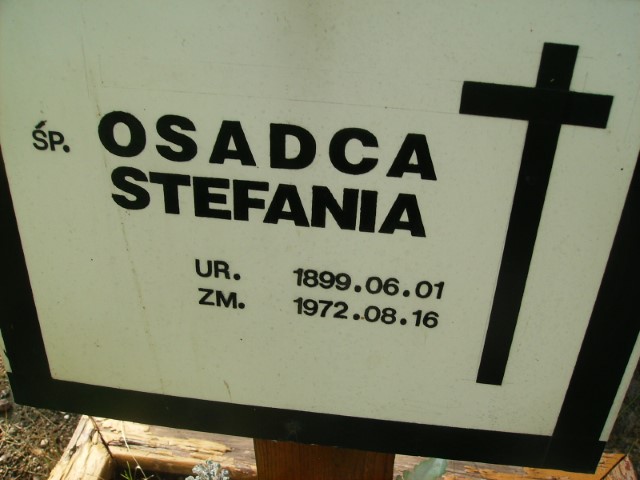 ŚP. OSADCA
STEFANIA
UR. 1899.06.01
ZM. 1972.08.16